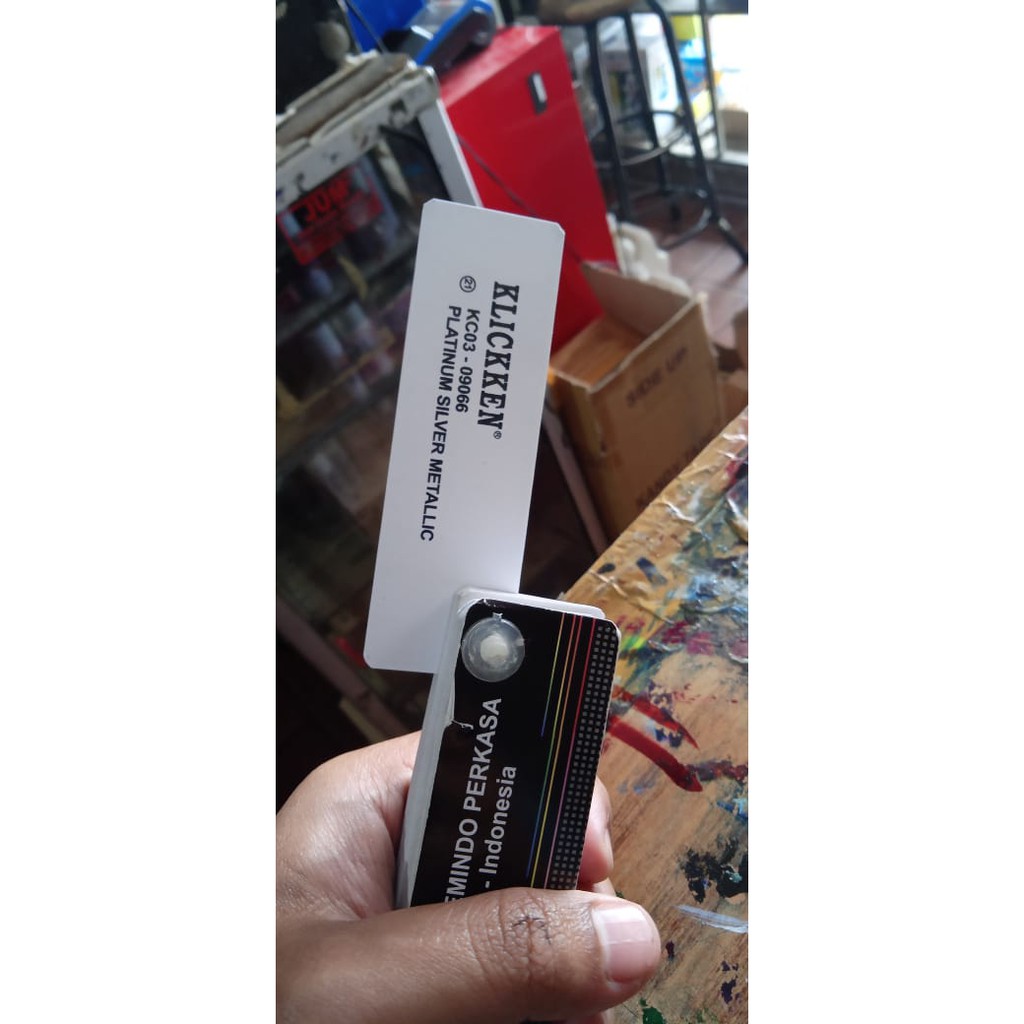 KLICKKEN®
㉑ KC03 - 09066
PLATINUM SILVER METALLIC
EMINDO PERKASA
- Indonesia